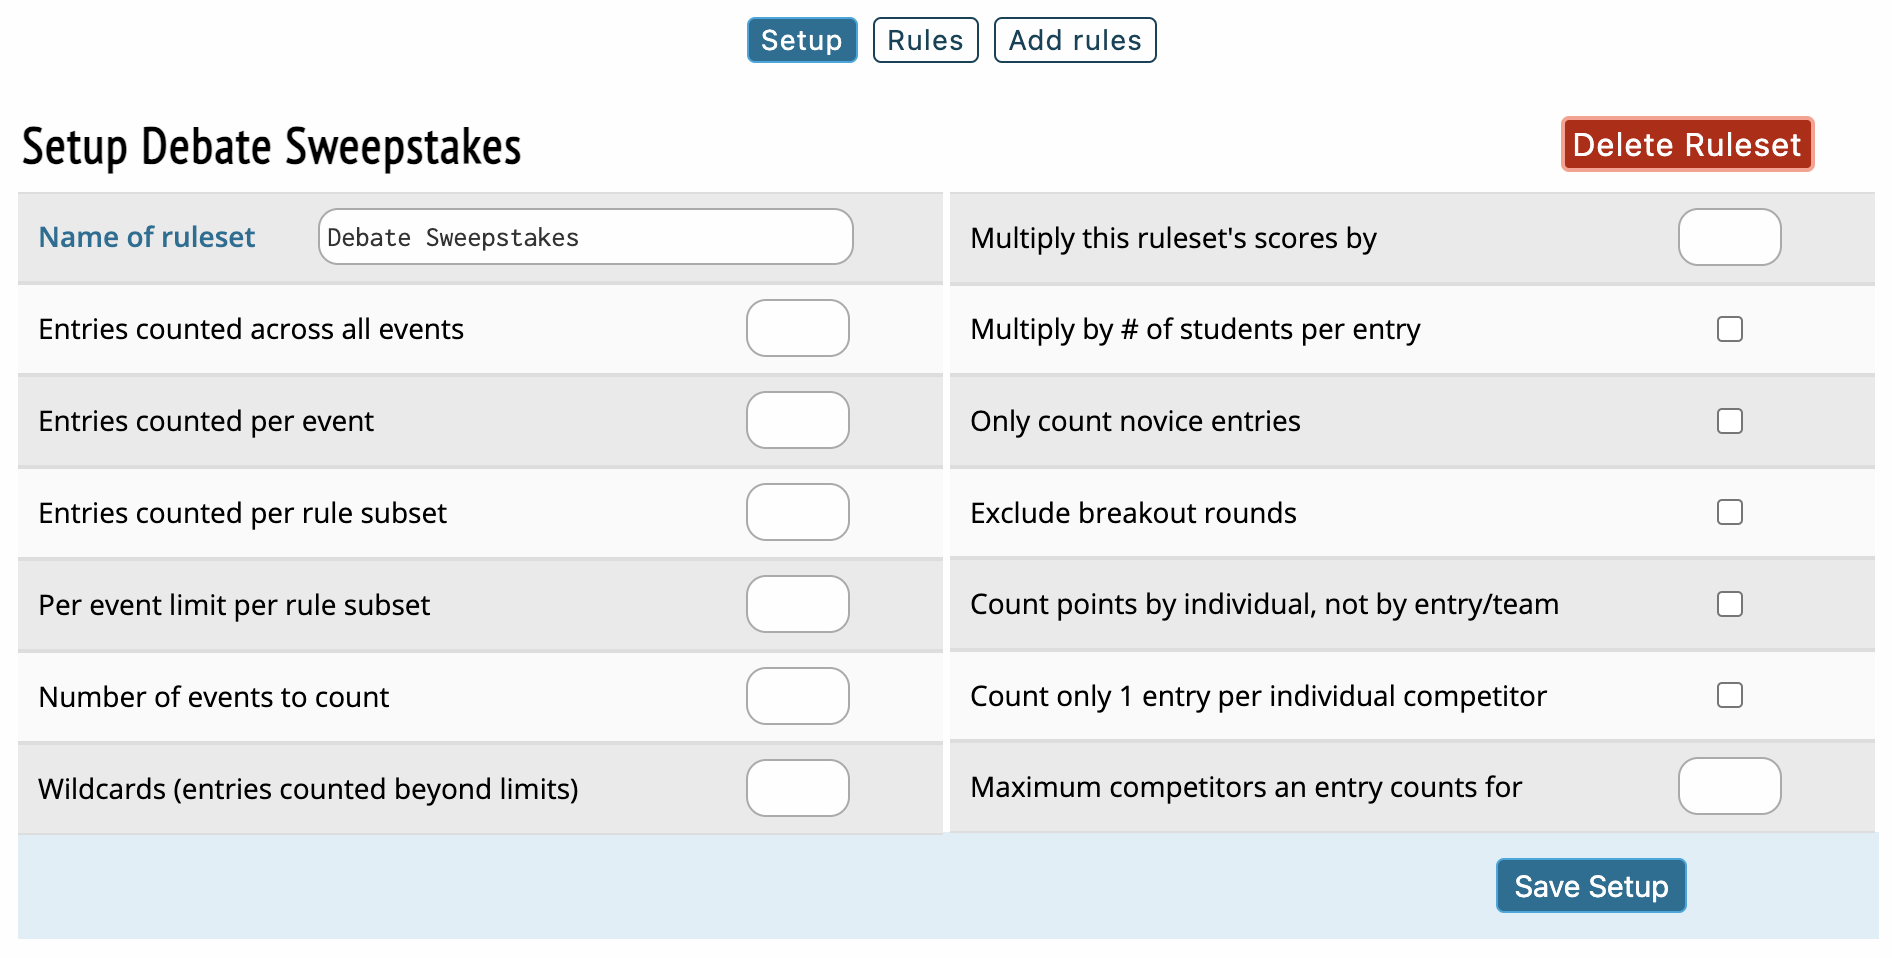 Setup Rules Add rules
Setup Debate Sweepstakes
Delete Ruleset
Name of ruleset Debate Sweepstakes
Entries counted across all events
Entries counted per event
Entries counted per rule subset
Per event limit per rule subset
Number of events to count
Wildcards (entries counted beyond limits)
Multiply this ruleset's scores by
Multiply by # of students per entry
Only count novice entries
Exclude breakout rounds
Count points by individual, not by entry/team
Count only 1 entry per individual competitor
Maximum competitors an entry counts for
Save Setup